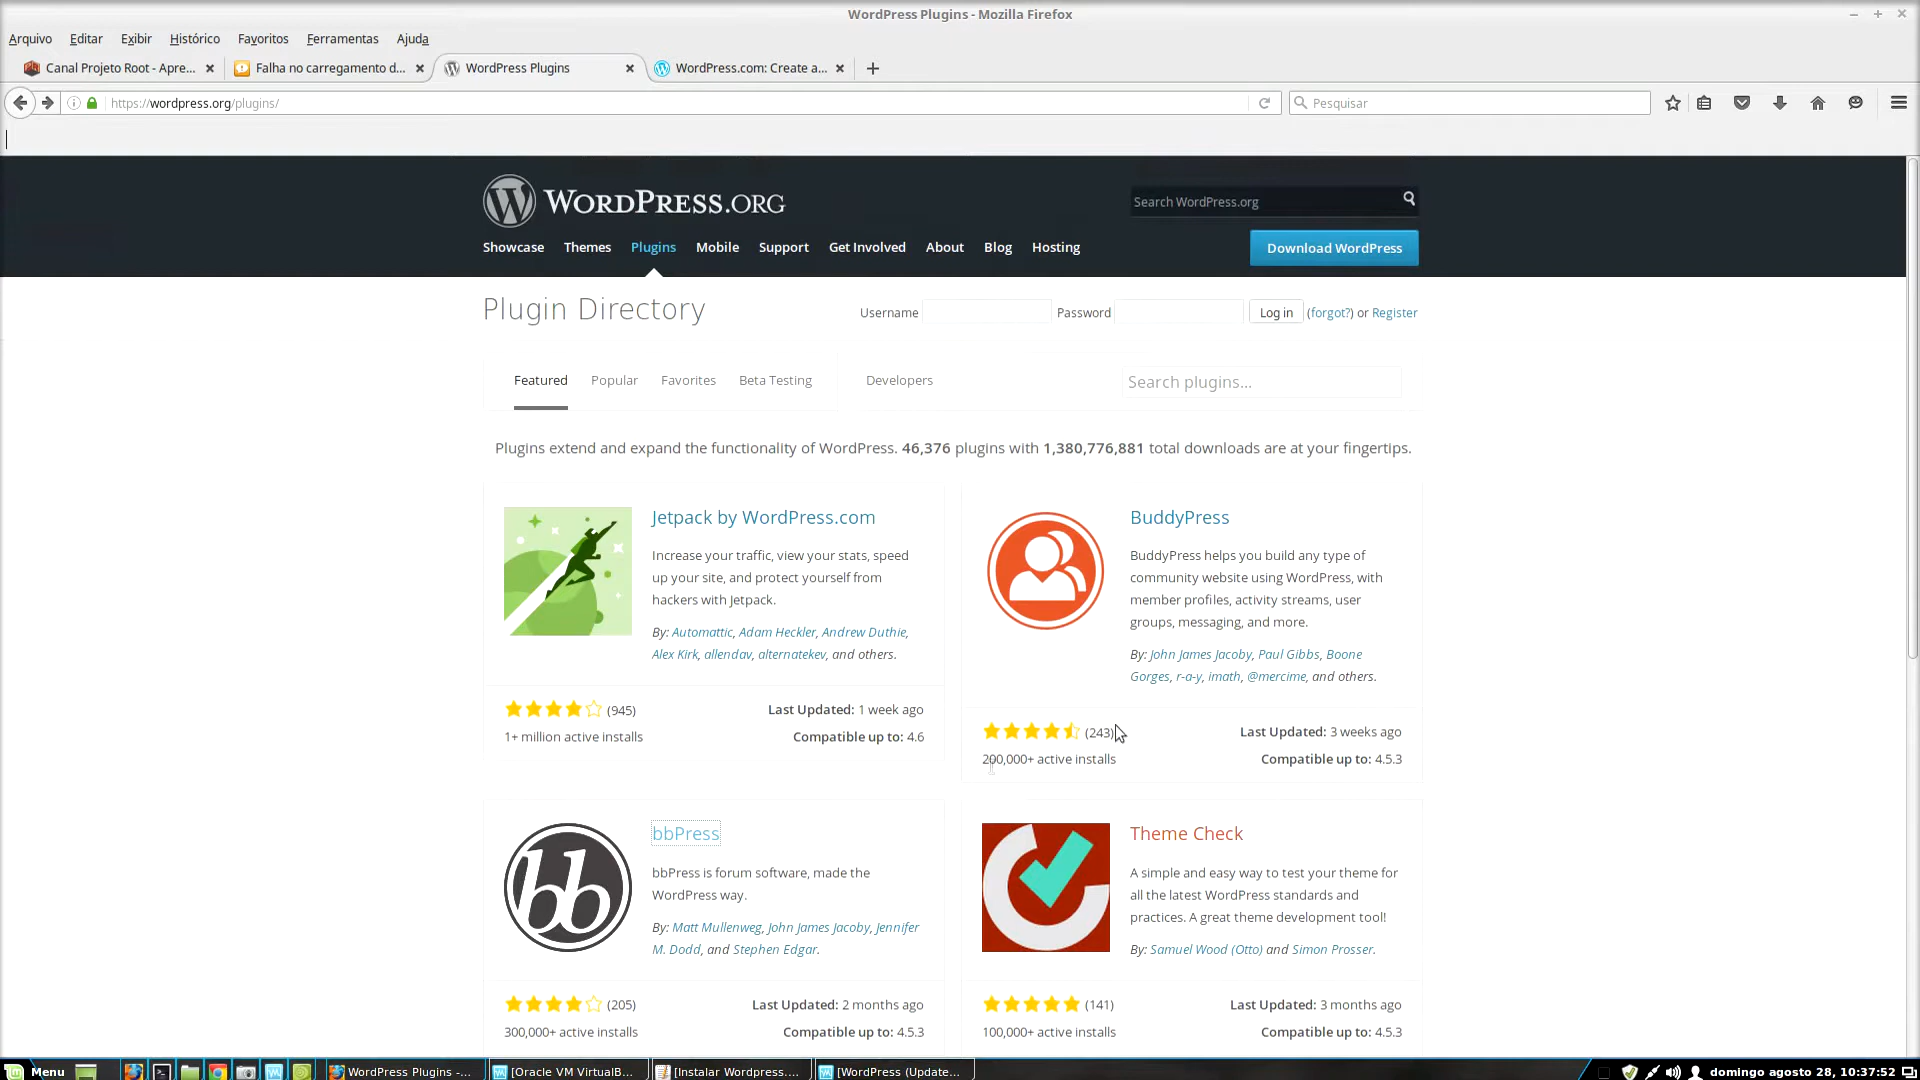 WordPress Plugins - Mozilla Firefox
Arquivo Editar Exibir Histórico Favoritos Ferramentas Ajuda
Canal Projeto Root - Apre... Falha no carregamento d... WordPress Plugins WordPress.com: Create a...
https://wordpress.org/plugins/ Pesquisar
WORDPRESS.ORG Search WordPress.org
Showcase Themes Plugins Mobile Support Get Involved About Blog Hosting Download WordPress
Plugin Directory Username Password Log in (forgot?) or Register
Featured Popular Favorites Beta Testing Developers Search plugins...
Plugins extend and expand the functionality of WordPress. 46,376 plugins with 1,380,776,881 total downloads are at your fingertips.
Jetpack by WordPress.com
Increase your traffic, view your stats, speed
up your site, and protect yourself from
hackers with Jetpack.
By: Automattic, Adam Heckler, Andrew Duthie,
Alex Kirk, allendav, alternatekev, and others.
(945) Last Updated: 1 week ago
1+ million active installs Compatible up to: 4.6
BuddyPress
BuddyPress helps you build any type of
community website using WordPress, with
member profiles, activity streams, user
groups, messaging, and more.
By: John James Jacoby, Paul Gibbs, Boone
Gorges, r-a-y, imath, @mercime, and others.
(243) Last Updated: 3 weeks ago
200,000+ active installs Compatible up to: 4.5.3
bb
bbPress
bbPress is forum software, made the
WordPress way.
By: Matt Mullenweg, John James Jacoby, Jennifer
M. Dodd, and Stephen Edgar.
(205) Last Updated: 2 months ago
300,000+ active installs Compatible up to: 4.5.3
Theme Check
A simple and easy way to test your theme for
all the latest WordPress standards and
practices. A great theme development tool!
By: Samuel Wood (Otto) and Simon Prosser.
(141) Last Updated: 3 months ago
100,000+ active installs Compatible up to: 4.5.3
Menu WordPress Plugins -... [Oracle VM VirtualB... [Instalar Wordpress.... [WordPress (Update... domingo agosto 28, 10:37:52